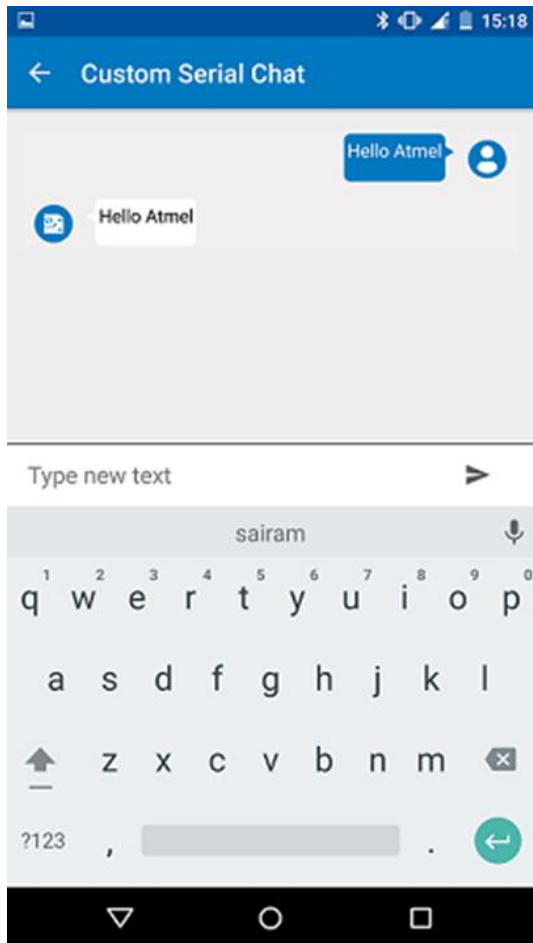 15:18
Custom Serial Chat
Hello Atmel
Hello Atmel
Type new text
sairam
1 2 3 4 5 6 7 8 9 0
q w e r t y u i o p
a s d f g h j k l
z x c v b n m
?123 , .